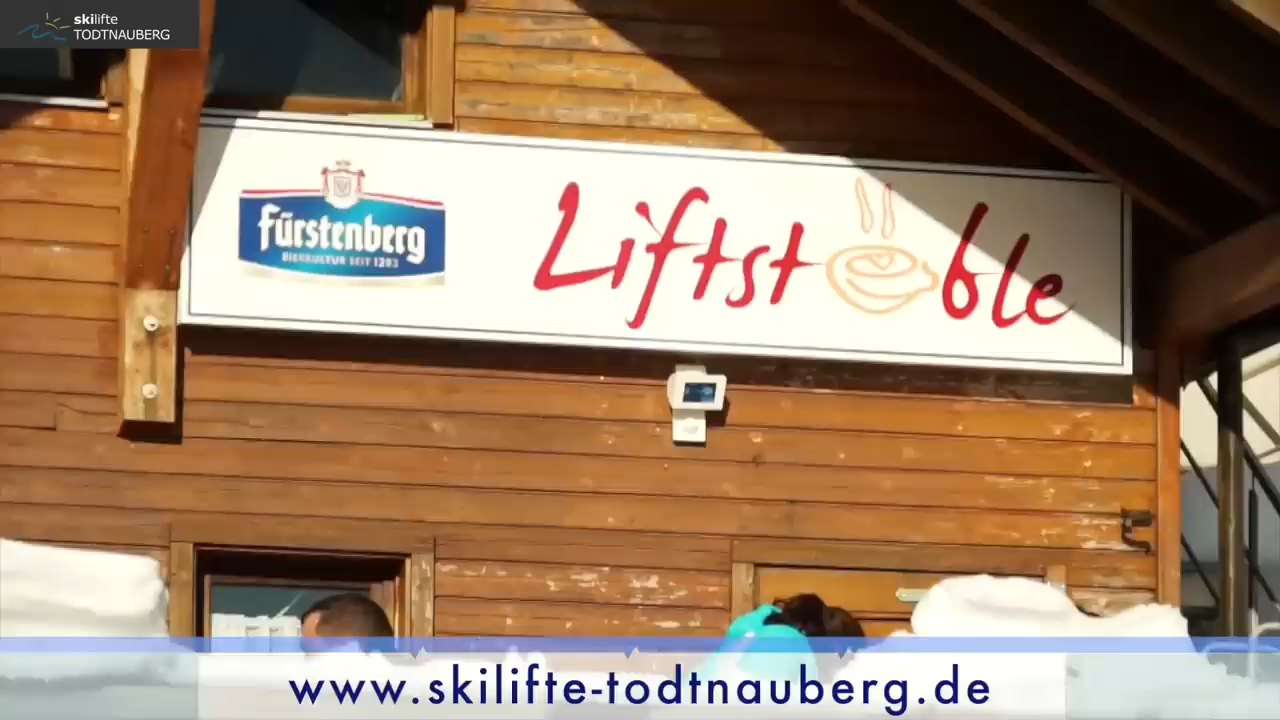 skilifte
TODTNAUBERG
Fürstenberg
BIERKULTUR SEIT 1283
Liftstüble
www.skilifte-todtnauberg.de